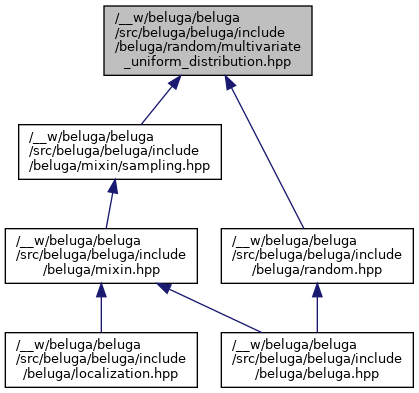 /__w/beluga/beluga
/src/beluga/beluga/include
/beluga/random/multivariate
_uniform_distribution.hpp
/__w/beluga/beluga
/src/beluga/beluga/include
/beluga/mixin/sampling.hpp
/__w/beluga/beluga
/src/beluga/beluga/include
/beluga/mixin.hpp
/__w/beluga/beluga
/src/beluga/beluga/include
/beluga/random.hpp
/__w/beluga/beluga
/src/beluga/beluga/include
/beluga/localization.hpp
/__w/beluga/beluga
/src/beluga/beluga/include
/beluga/beluga.hpp